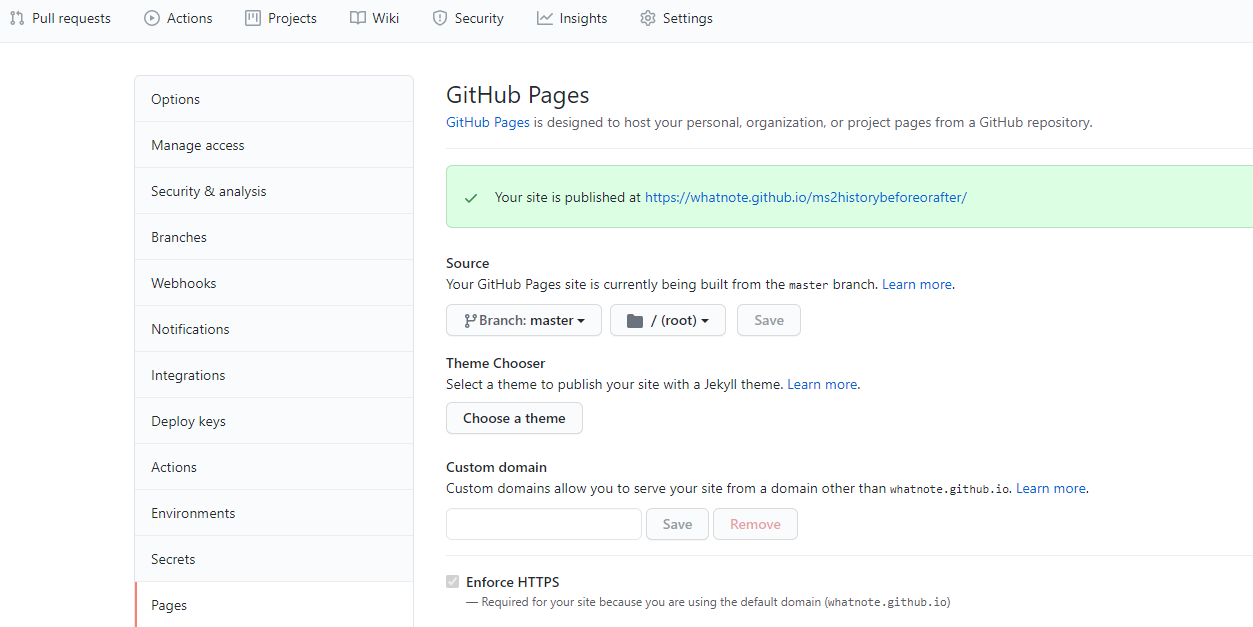 Pull requests Actions Projects Wiki Security Insights Settings
Options
Manage access
Security & analysis
Branches
Webhooks
Notifications
Integrations
Deploy keys
Actions
Environments
Secrets
Pages
GitHub Pages
GitHub Pages is designed to host your personal, organization, or project pages from a GitHub repository.
Your site is published at https://whatnote.github.io/ms2historybeforeorafter/
Source
Your GitHub Pages site is currently being built from the master branch. Learn more.
Branch: master / (root) Save
Theme Chooser
Select a theme to publish your site with a Jekyll theme. Learn more.
Choose a theme
Custom domain
Custom domains allow you to serve your site from a domain other than whatnote.github.io. Learn more.
Save Remove
Enforce HTTPS
— Required for your site because you are using the default domain (whatnote.github.io)